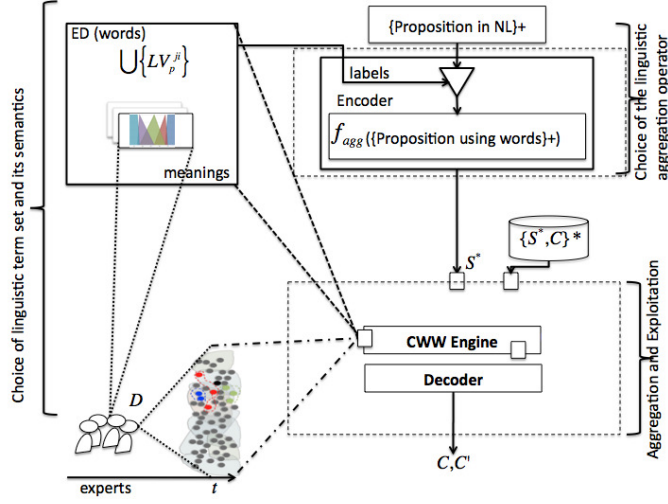 Choice of linguistic term set and its semantics
ED (words)
⋃{LV_p^{ji}}
meanings
{Proposition in NL}+
labels
Encoder
f_agg({Proposition using words}+)
Choice of the linguistic
aggregation operator
S*
{S*,C}*
CWW Engine
Decoder
C,C'
Aggregation and Exploitation
D
experts
t